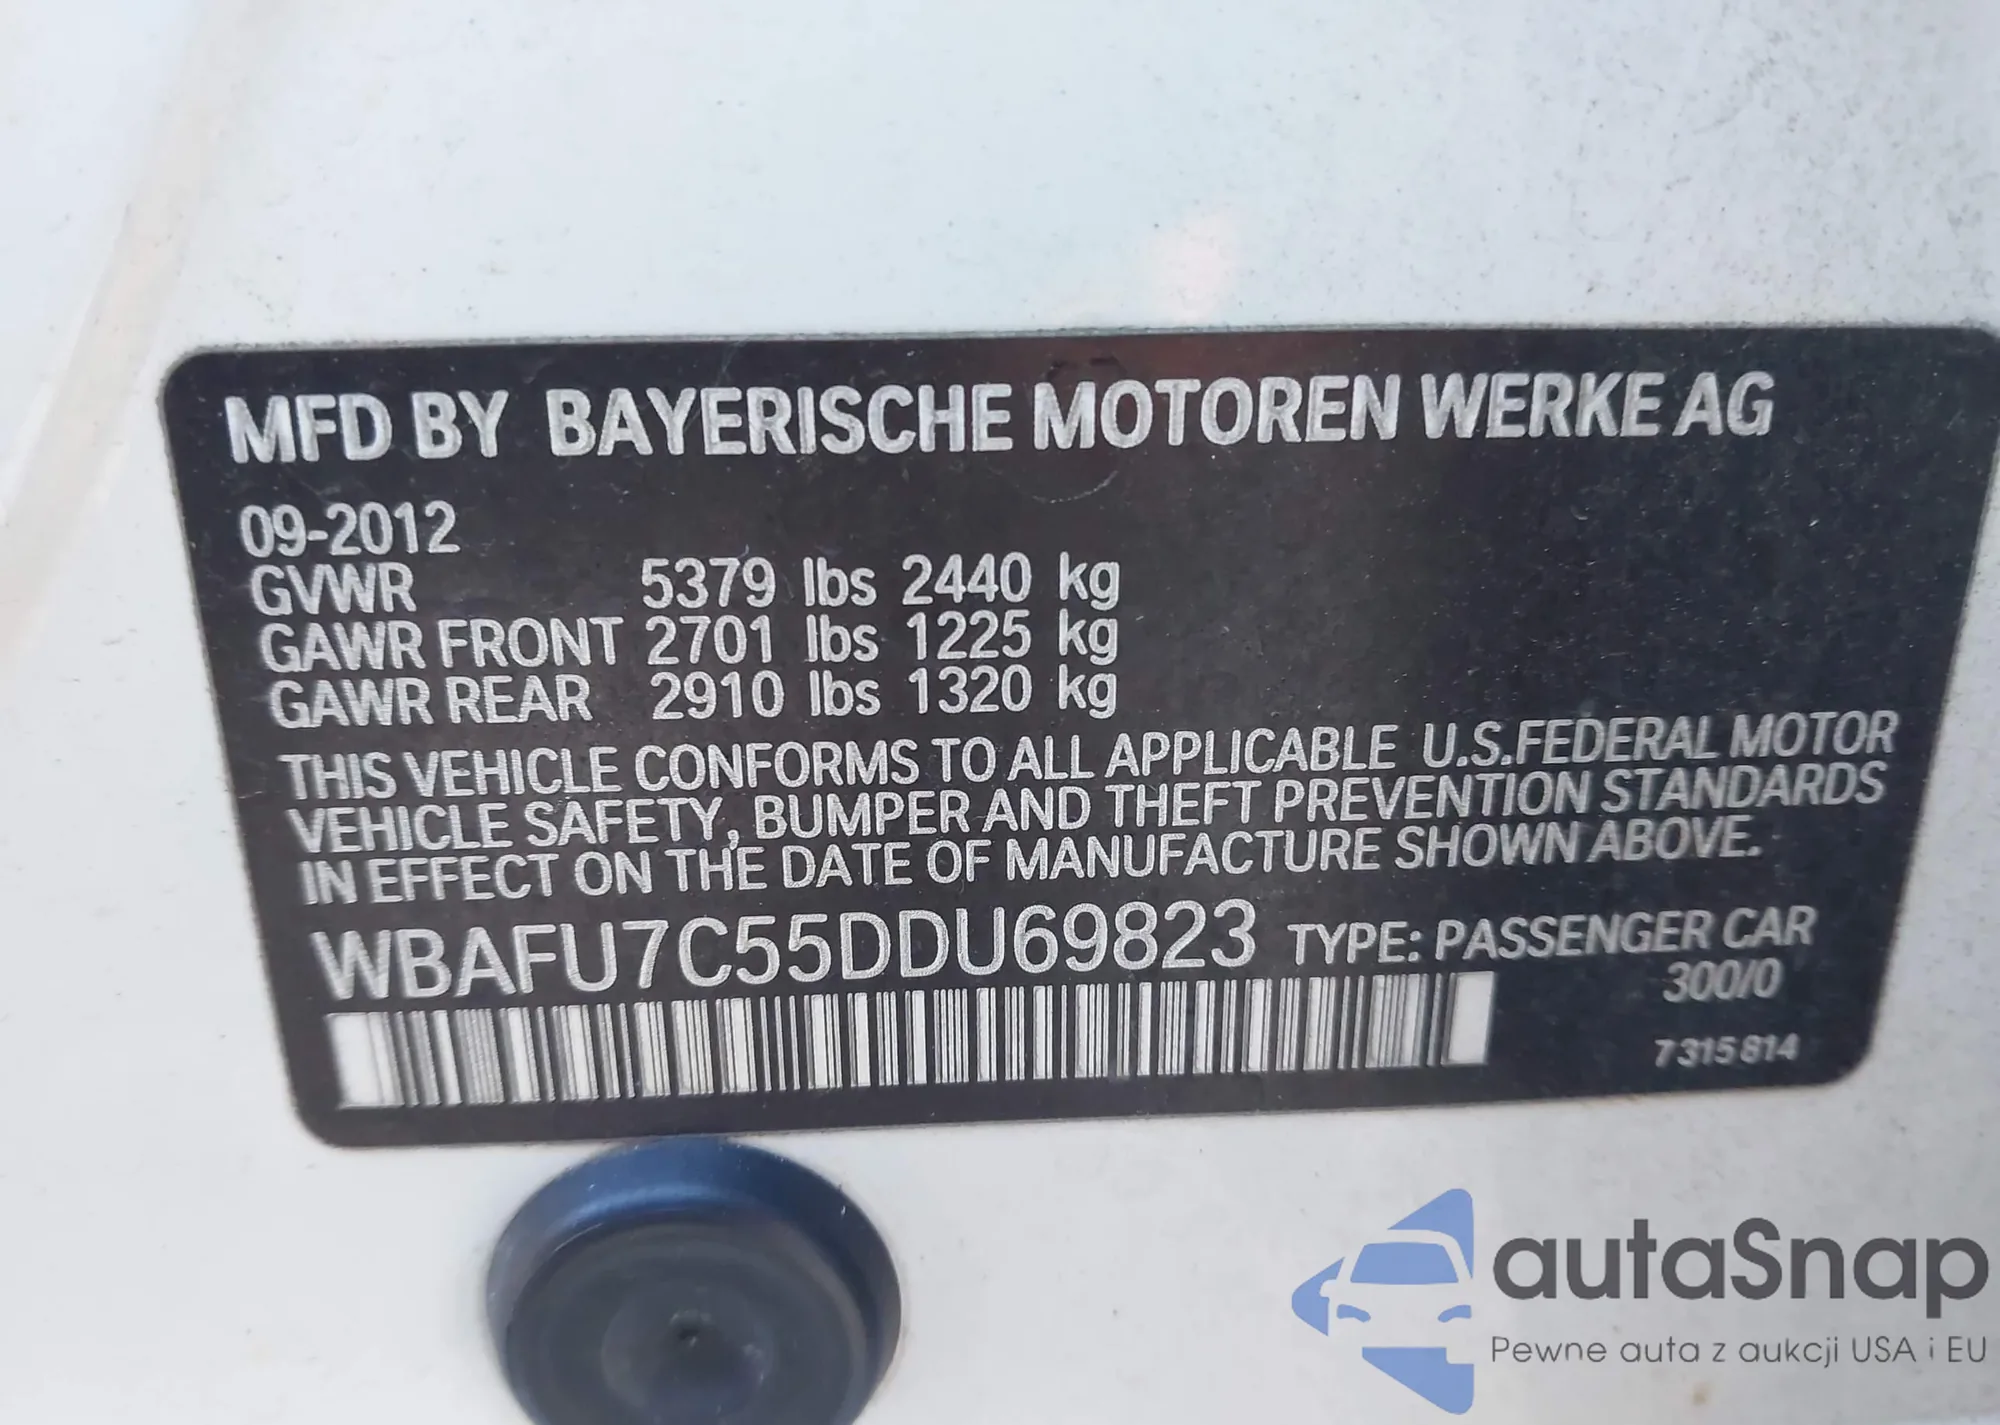 MFD BY BAYERISCHE MOTOREN WERKE AG
09-2012
GVWR 5379 lbs 2440 kg
GAWR FRONT 2701 lbs 1225 kg
GAWR REAR 2910 lbs 1320 kg
THIS VEHICLE CONFORMS TO ALL APPLICABLE U.S.FEDERAL MOTOR
VEHICLE SAFETY, BUMPER AND THEFT PREVENTION STANDARDS
IN EFFECT ON THE DATE OF MANUFACTURE SHOWN ABOVE.
WBAFU7C55DDU69823 TYPE: PASSENGER CAR
300/0
7315814
autaSnap
Pewne auta z aukcji USA i EU